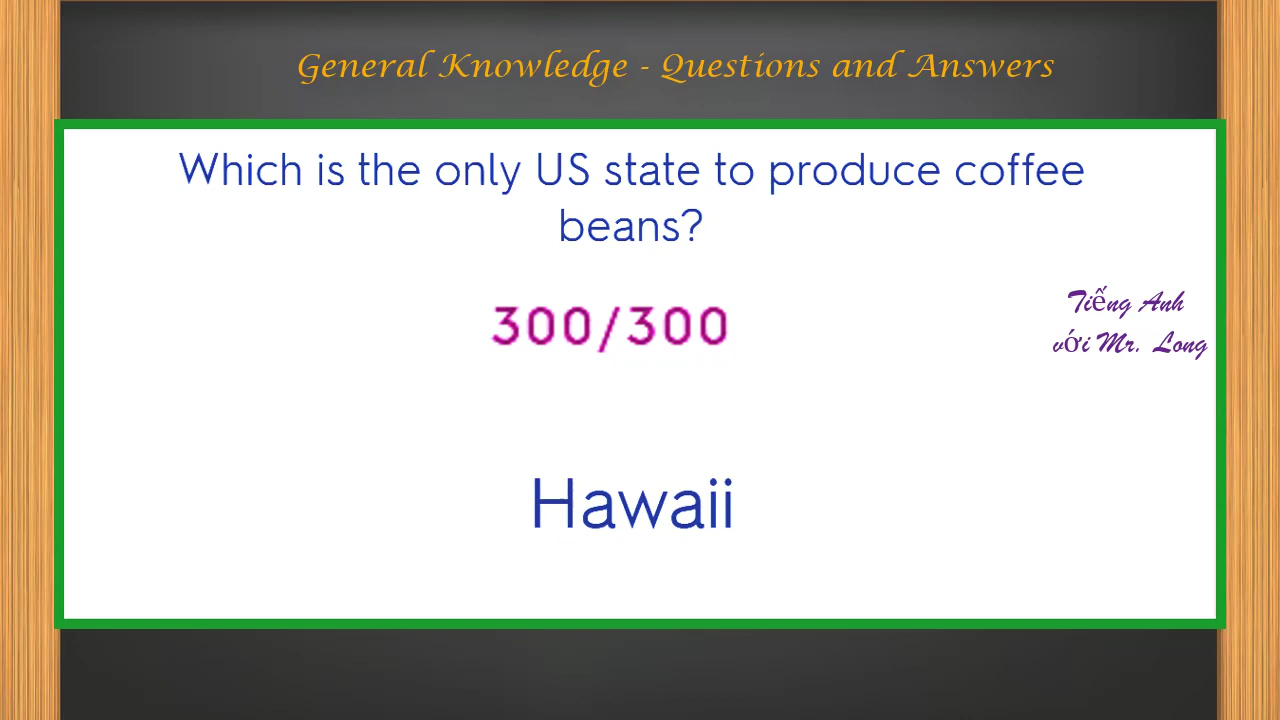 General Knowledge - Questions and Answers
Which is the only US state to produce coffee
beans?
300/300
Tiếng Anh
với Mr. Long
Hawaii